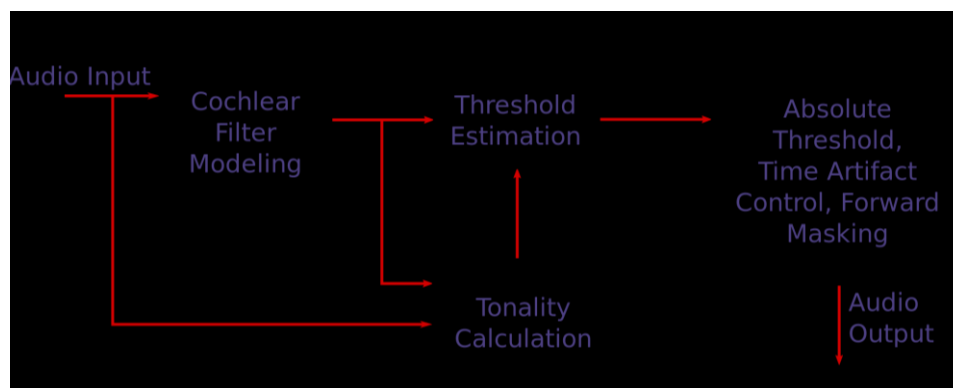 Audio Input
Cochlear
Filter
Modeling
Threshold
Estimation
Absolute
Threshold,
Time Artifact
Control, Forward
Masking
Tonality
Calculation
Audio
Output